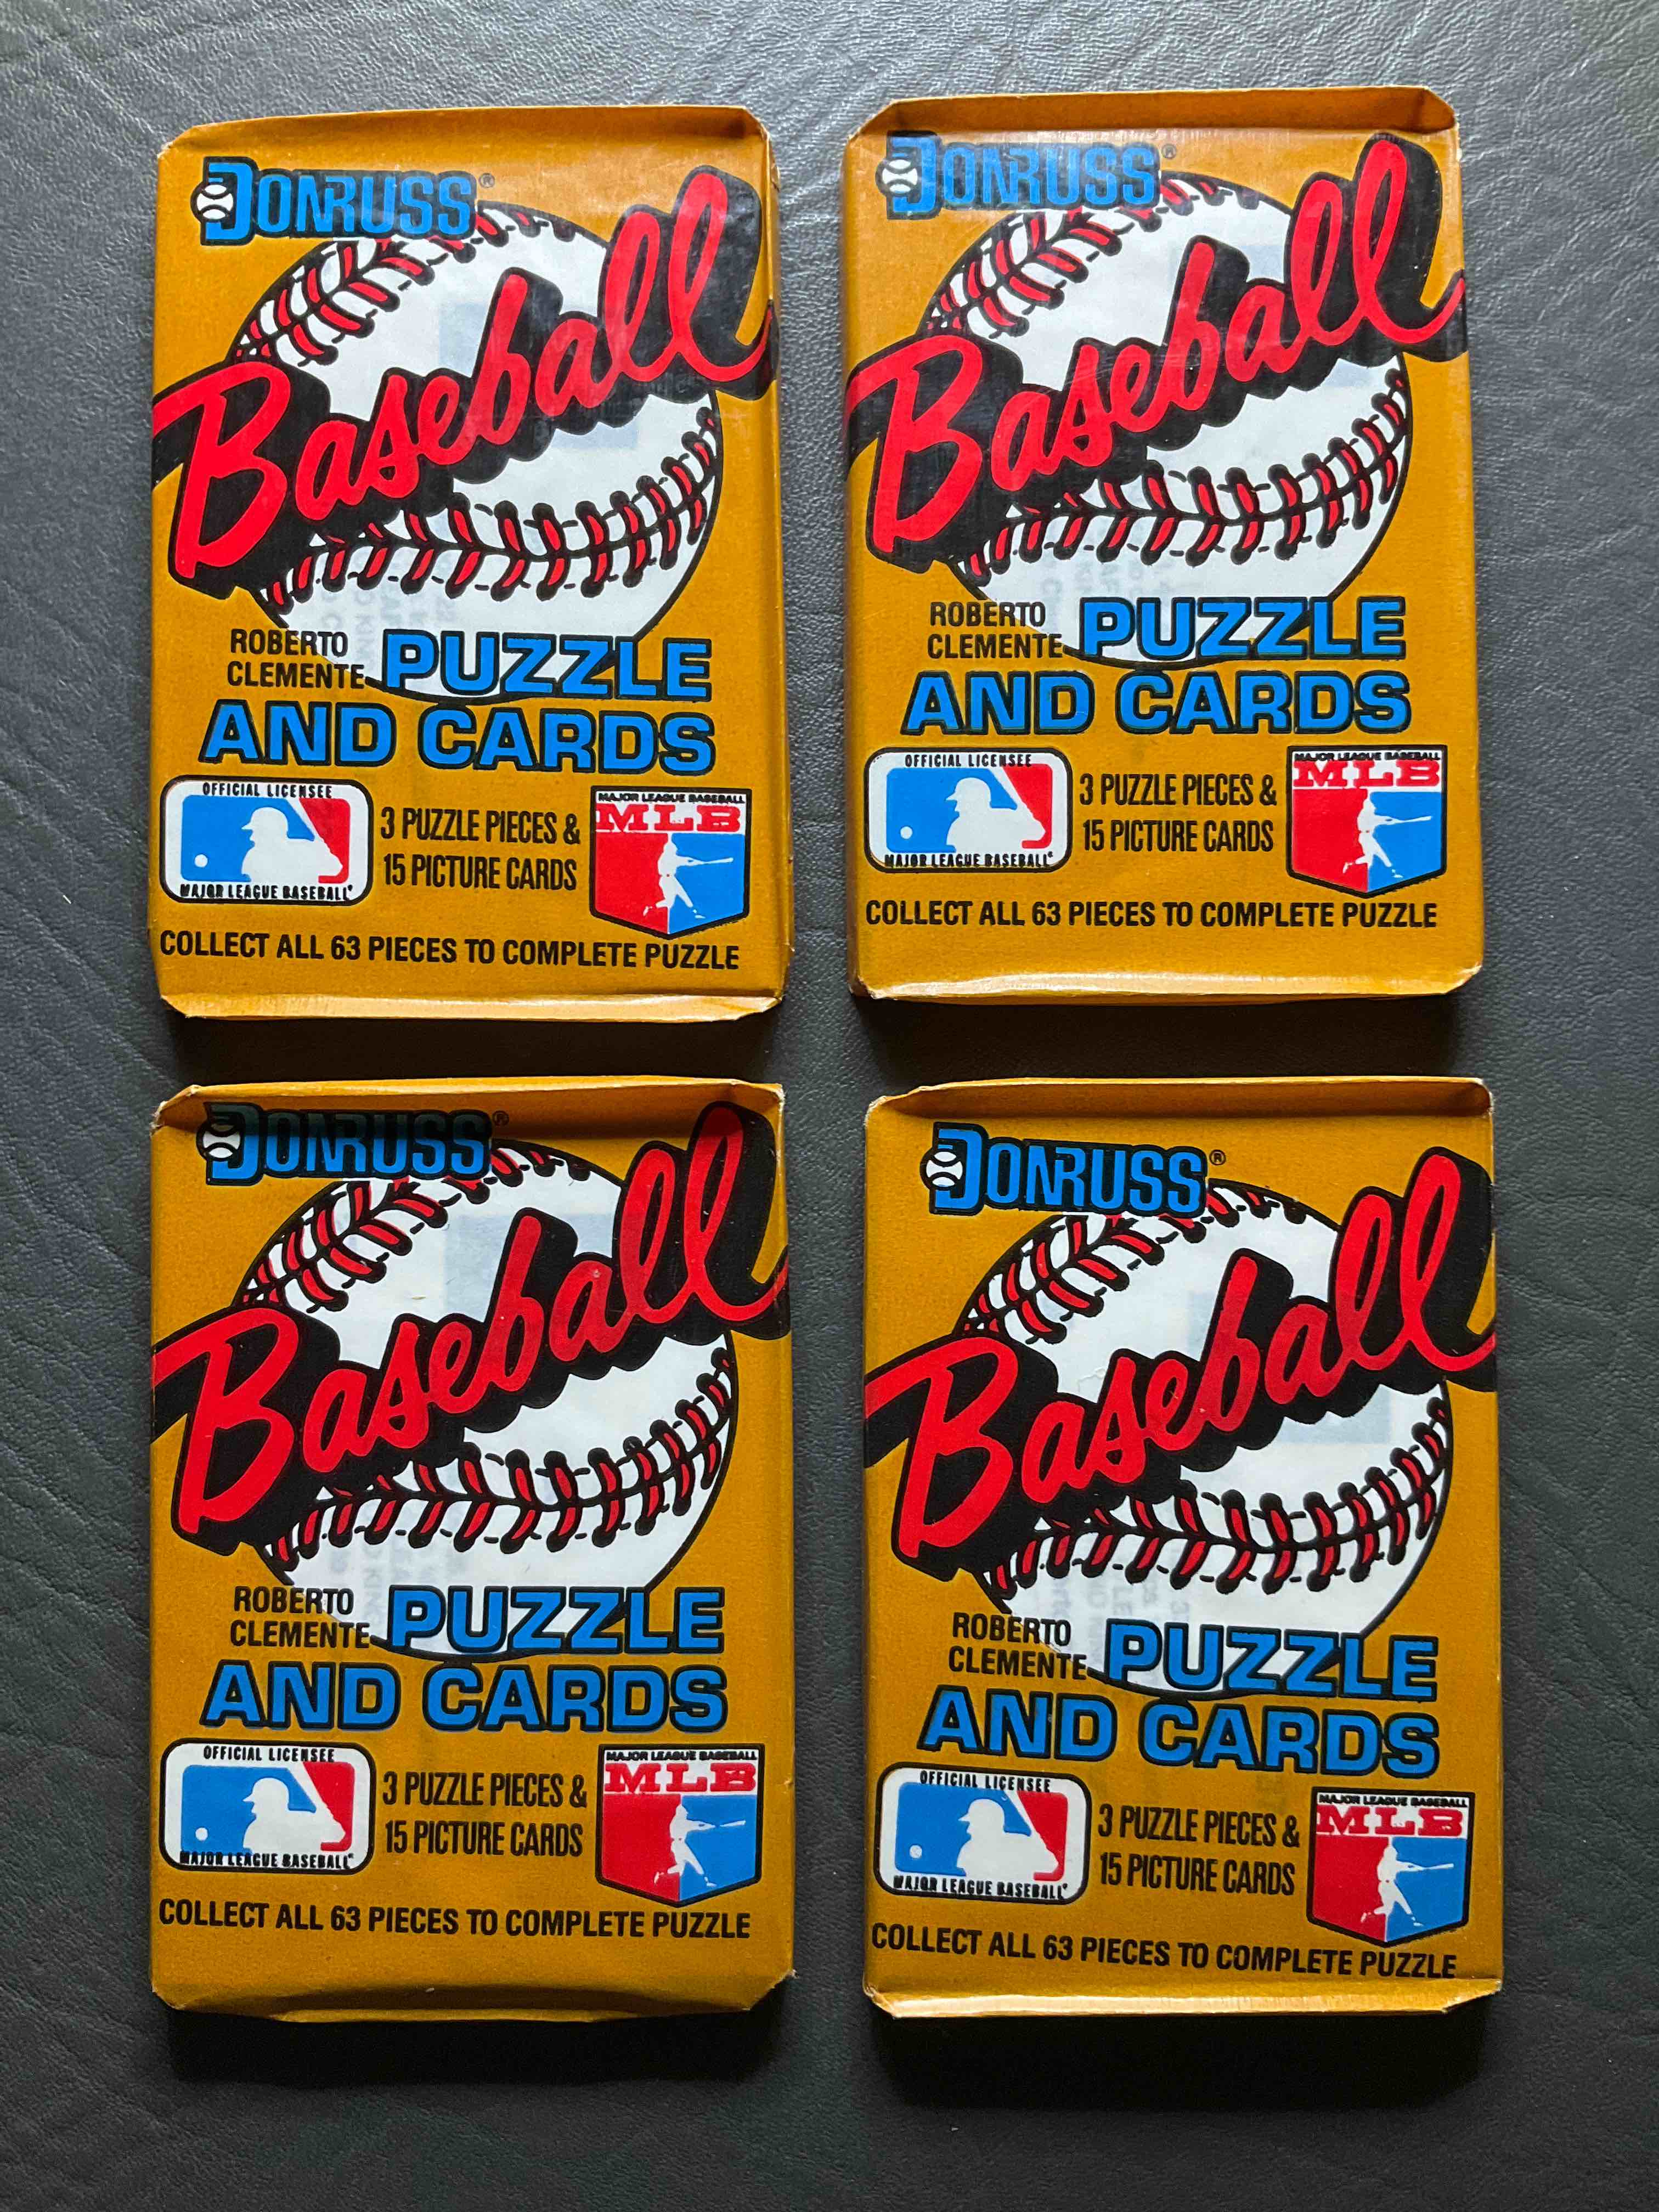 DONRUSS®
Baseball
ROBERTO
CLEMENTE PUZZLE
AND CARDS
OFFICIAL LICENSEE
MAJOR LEAGUE BASEBALL
3 PUZZLE PIECES &
15 PICTURE CARDS
MAJOR LEAGUE BASEBALL
MLB
COLLECT ALL 63 PIECES TO COMPLETE PUZZLE
DONRUSS®
Baseball
ROBERTO
CLEMENTE PUZZLE
AND CARDS
OFFICIAL LICENSEE
MAJOR LEAGUE BASEBALL
3 PUZZLE PIECES &
15 PICTURE CARDS
MAJOR LEAGUE BASEBALL
MLB
COLLECT ALL 63 PIECES TO COMPLETE PUZZLE
DONRUSS®
Baseball
ROBERTO
CLEMENTE PUZZLE
AND CARDS
OFFICIAL LICENSEE
MAJOR LEAGUE BASEBALL
3 PUZZLE PIECES &
15 PICTURE CARDS
MAJOR LEAGUE BASEBALL
MLB
COLLECT ALL 63 PIECES TO COMPLETE PUZZLE
DONRUSS®
Baseball
ROBERTO
CLEMENTE PUZZLE
AND CARDS
OFFICIAL LICENSEE
MAJOR LEAGUE BASEBALL
3 PUZZLE PIECES &
15 PICTURE CARDS
MAJOR LEAGUE BASEBALL
MLB
COLLECT ALL 63 PIECES TO COMPLETE PUZZLE